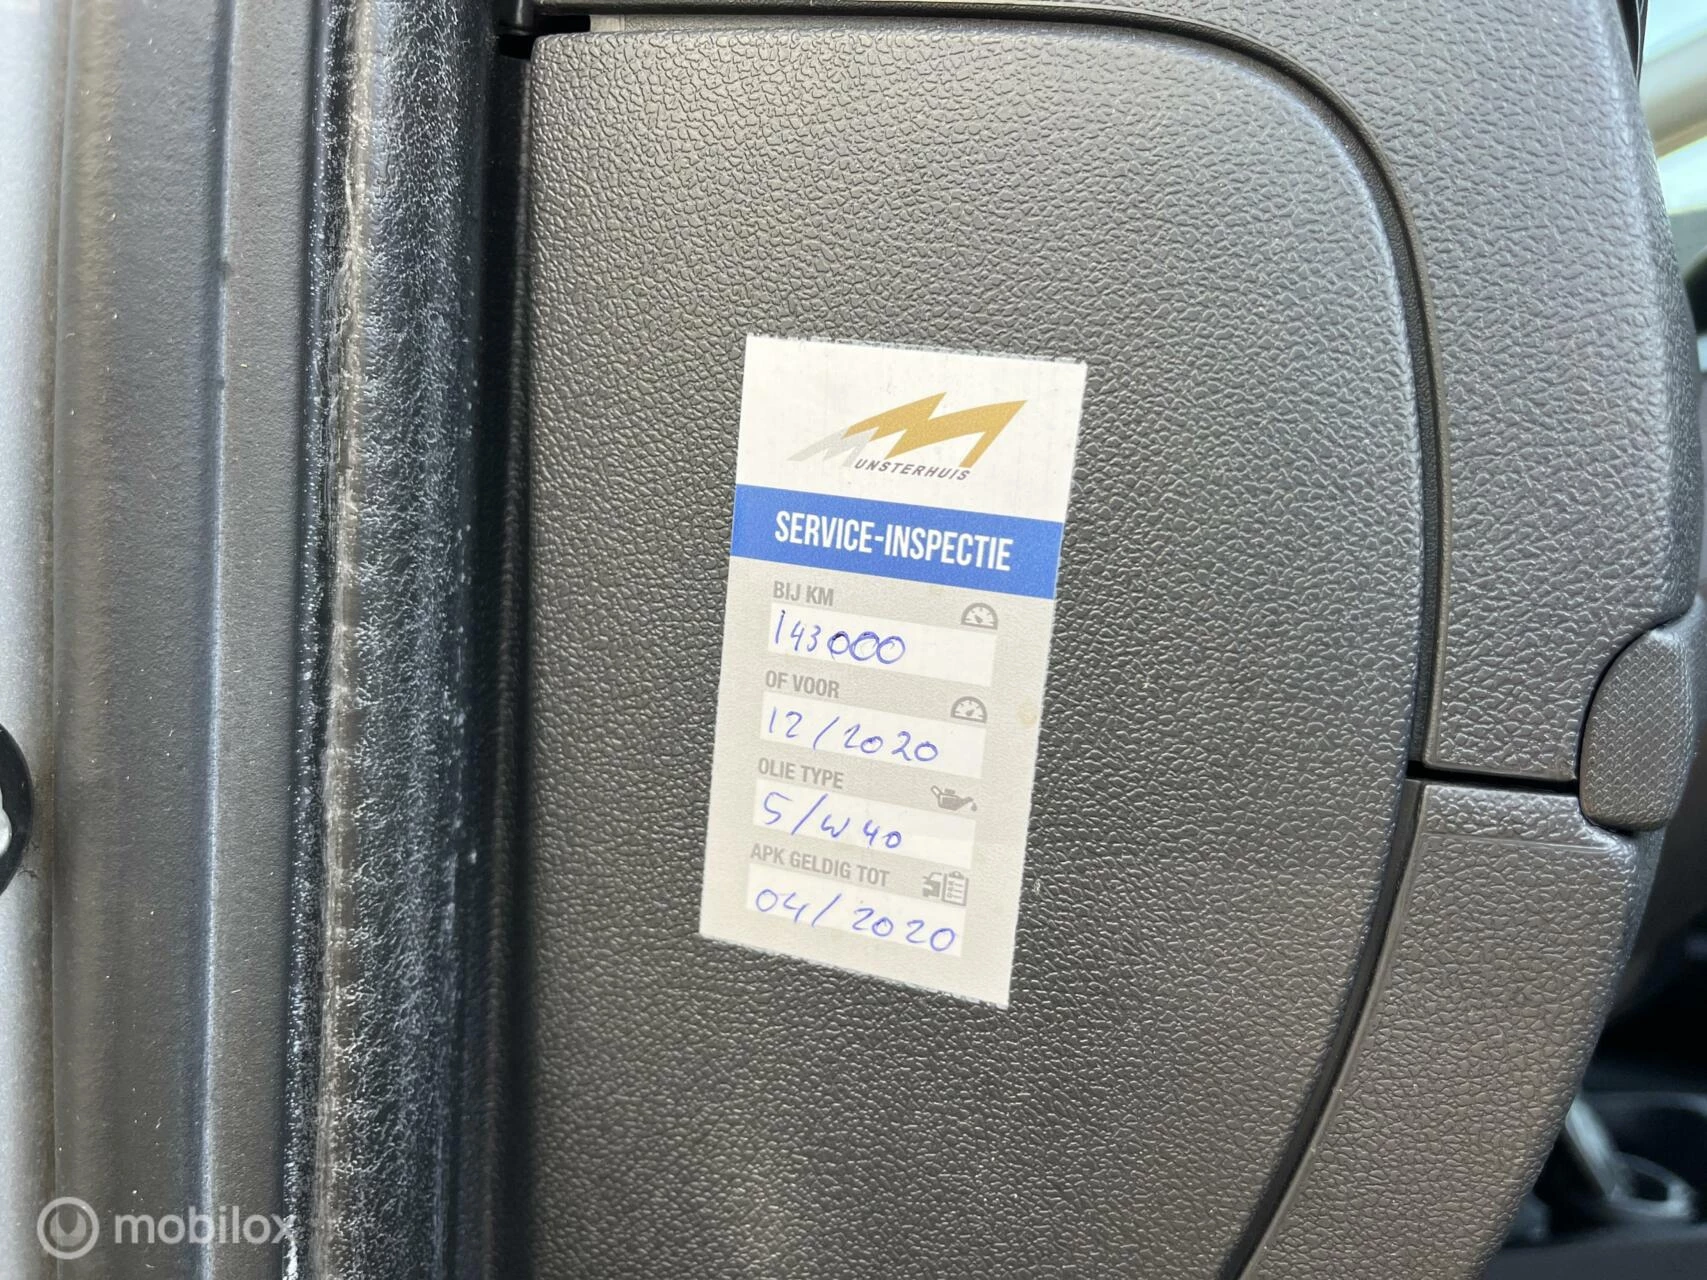 MUNSTERHUIS
SERVICE-INSPECTIE
BIJ KM
143000
OF VOOR
12/2020
OLIE TYPE
5/W40
APK GELDIG TOT
04/2020
mobilox